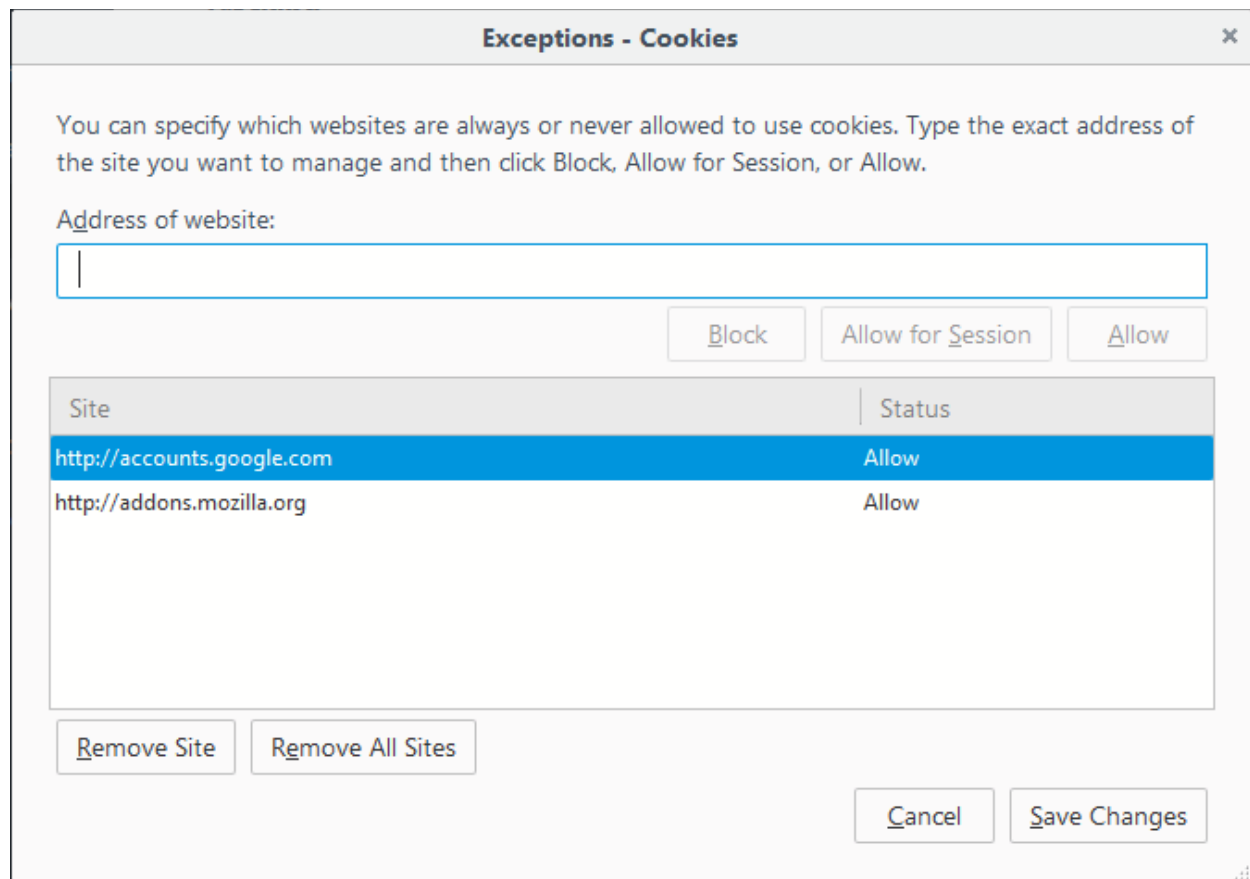 Exceptions - Cookies
You can specify which websites are always or never allowed to use cookies. Type the exact address of
the site you want to manage and then click Block, Allow for Session, or Allow.
Address of website:
Block Allow for Session Allow
Site Status
http://accounts.google.com Allow
http://addons.mozilla.org Allow
Remove Site Remove All Sites
Cancel Save Changes